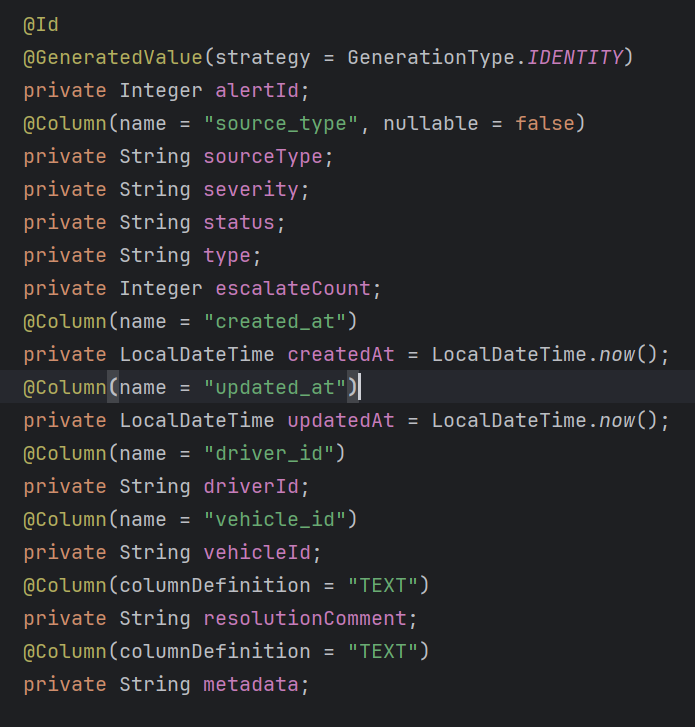 @Id
@GeneratedValue(strategy = GenerationType.IDENTITY)
private Integer alertId;
@Column(name = "source_type", nullable = false)
private String sourceType;
private String severity;
private String status;
private String type;
private Integer escalateCount;
@Column(name = "created_at")
private LocalDateTime createdAt = LocalDateTime.now();
@Column(name = "updated_at")
private LocalDateTime updatedAt = LocalDateTime.now();
@Column(name = "driver_id")
private String driverId;
@Column(name = "vehicle_id")
private String vehicleId;
@Column(columnDefinition = "TEXT")
private String resolutionComment;
@Column(columnDefinition = "TEXT")
private String metadata;